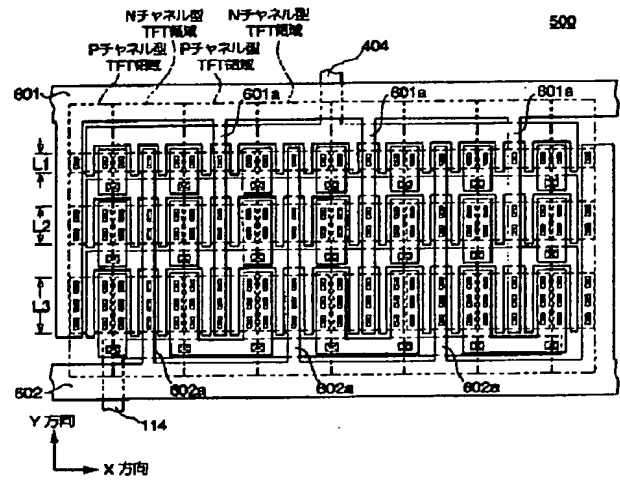 Nチャネル型 Nチャネル型
TFT領域 TFT領域
500
Pチャネル型 Pチャネル型
TFT領域 TFT領域
404
601
601a
601a
601a
L1
L2
L3
602
602a
602a
602a
114
Y 方向
X 方向